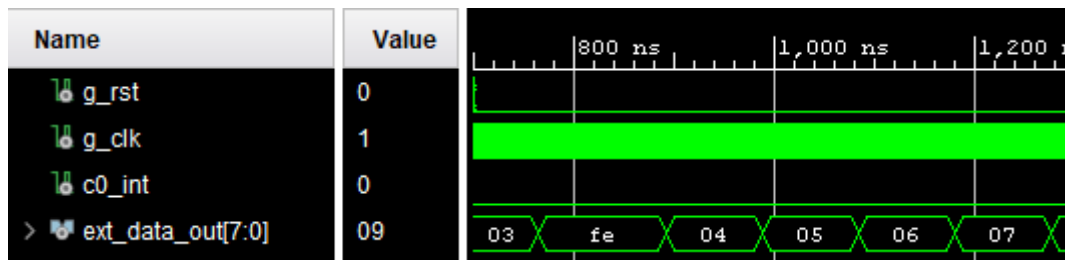 Name Value 800 ns 1,000 ns 1,200
g_rst 0
g_clk 1
c0_int 0
ext_data_out[7:0] 09 03 fe 04 05 06 07